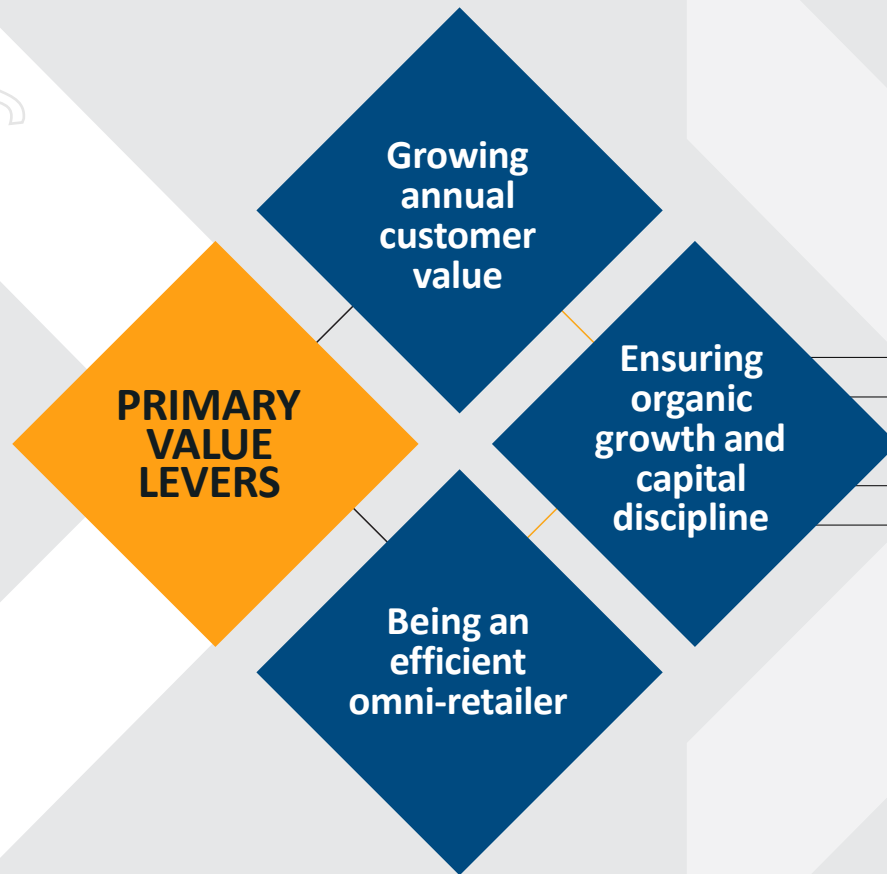 Growing
annual
customer
value
PRIMARY
VALUE
LEVERS
Ensuring
organic
growth and
capital
discipline
Being an
efficient
omni-retailer